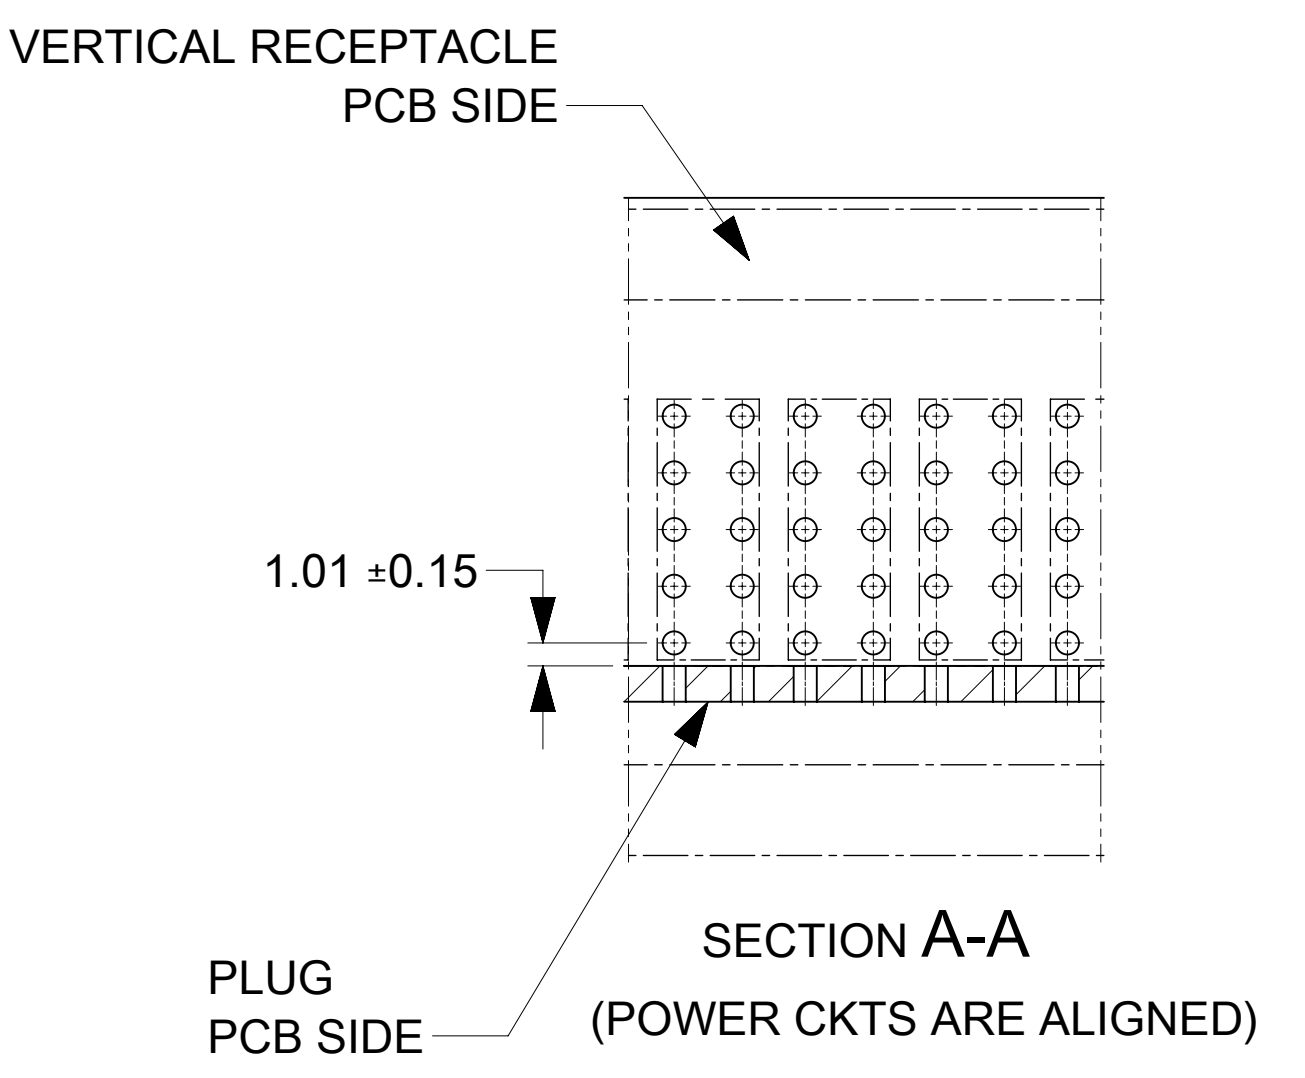 VERTICAL RECEPTACLE
PCB SIDE
1.01 ±0.15
PLUG
PCB SIDE
SECTION A-A
(POWER CKTS ARE ALIGNED)